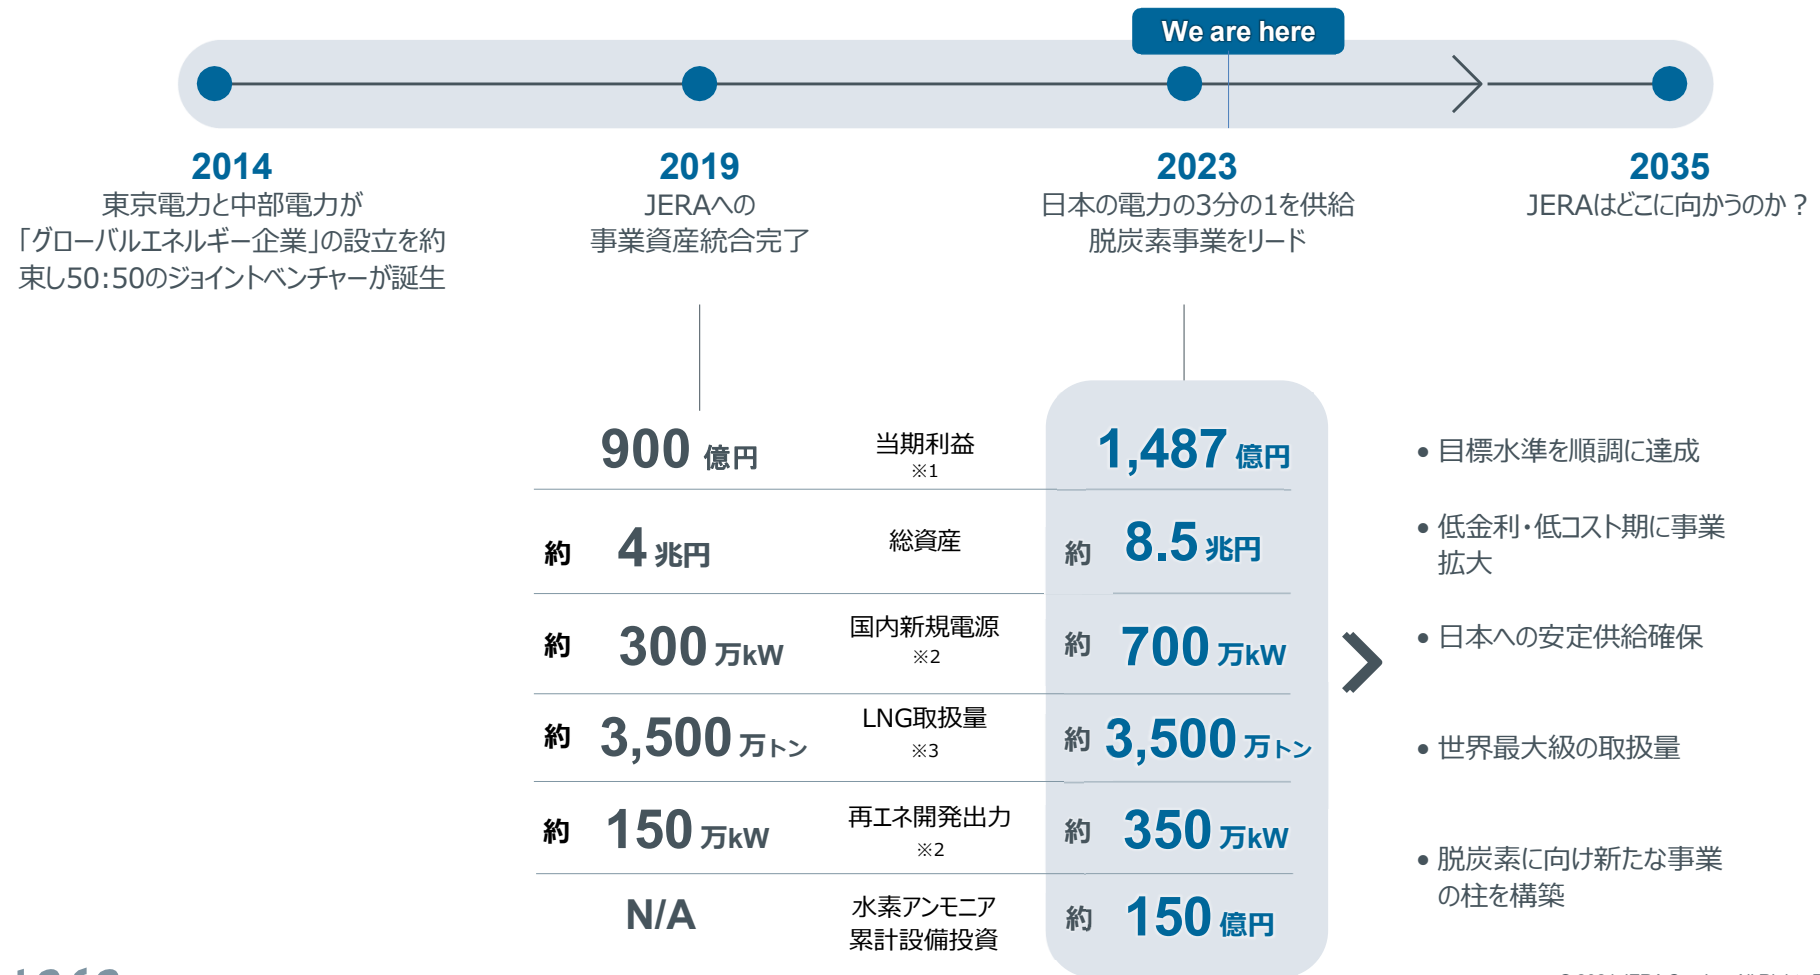 We are here
2014
東京電力と中部電力が
「グローバルエネルギー企業」の設立を約
束し50:50のジョイントベンチャーが誕生
2019
JERAへの
事業資産統合完了
2023
日本の電力の3分の1を供給
脱炭素事業をリード
2035
JERAはどこに向かうのか？
900 億円
当期利益
※1
1,487 億円
• 目標水準を順調に達成
約 4 兆円
総資産
約 8.5 兆円
• 低金利・低コスト期に事業
拡大
約 300 万kW
国内新規電源
※2
約 700 万kW
• 日本への安定供給確保
約 3,500 万トン
LNG取扱量
※3
約 3,500 万トン
• 世界最大級の取扱量
約 150 万kW
再エネ開発出力
※2
約 350 万kW
• 脱炭素に向け新たな事業
の柱を構築
N/A
水素アンモニア
累計設備投資
約 150 億円